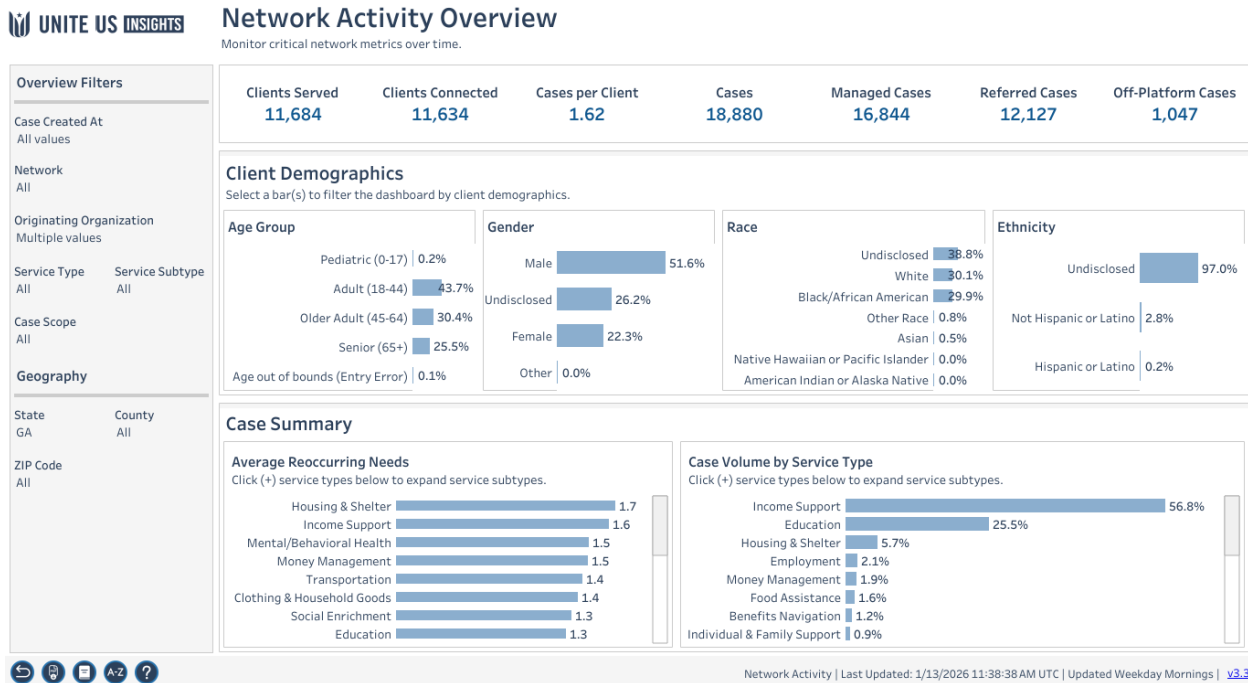 UNITE US INSIGHTS
Network Activity Overview
Monitor critical network metrics over time.
Overview Filters
Case Created At
All values
Network
All
Originating Organization
Multiple values
Service Type Service Subtype
All All
Case Scope
All
Geography
State County
GA All
ZIP Code
All
Clients Served Clients Connected Cases per Client Cases Managed Cases Referred Cases Off-Platform Cases
11,684 11,634 1.62 18,880 16,844 12,127 1,047
Client Demographics
Select a bar(s) to filter the dashboard by client demographics.
Age Group
Pediatric (0-17) 0.2%
Adult (18-44) 43.7%
Older Adult (45-64) 30.4%
Senior (65+) 25.5%
Age out of bounds (Entry Error) 0.1%
Gender
Male 51.6%
Undisclosed 26.2%
Female 22.3%
Other 0.0%
Race
Undisclosed 38.8%
White 30.1%
Black/African American 29.9%
Other Race 0.8%
Asian 0.5%
Native Hawaiian or Pacific Islander 0.0%
American Indian or Alaska Native 0.0%
Ethnicity
Undisclosed 97.0%
Not Hispanic or Latino 2.8%
Hispanic or Latino 0.2%
Case Summary
Average Reoccurring Needs
Click (+) service types below to expand service subtypes.
Housing & Shelter 1.7
Income Support 1.6
Mental/Behavioral Health 1.5
Money Management 1.5
Transportation 1.4
Clothing & Household Goods 1.4
Social Enrichment 1.3
Education 1.3
Case Volume by Service Type
Click (+) service types below to expand service subtypes.
Income Support 56.8%
Education 25.5%
Housing & Shelter 5.7%
Employment 2.1%
Money Management 1.9%
Food Assistance 1.6%
Benefits Navigation 1.2%
Individual & Family Support 0.9%
A-Z ?
Network Activity | Last Updated: 1/13/2026 11:38:38 AM UTC | Updated Weekday Mornings | v3.3